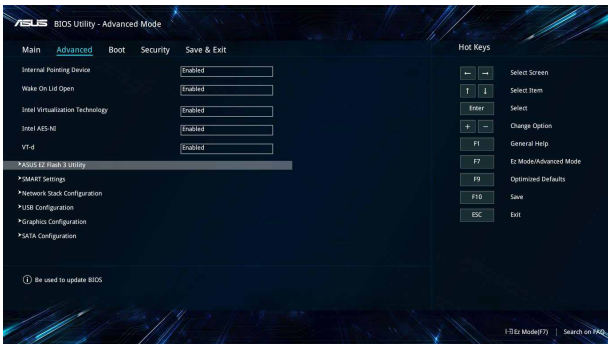 ASUS BIOS Utility - Advanced Mode
Main Advanced Boot Security Save & Exit
Internal Pointing Device Enabled
Wake On Lid Open Enabled
Intel Virtualization Technology Enabled
Intel AES-NI Enabled
VT-d Enabled
ASUS EZ Flash 3 Utility
SMART Settings
Network Stack Configuration
USB Configuration
Graphics Configuration
SATA Configuration
Be used to update BIOS
Hot Keys
← → Select Screen
↑ ↓ Select Item
Enter Select
+ − Change Option
F1 General Help
F7 Ez Mode/Advanced Mode
F9 Optimized Defaults
F10 Save
ESC Exit
Ez Mode(F7) | Search on FAQ